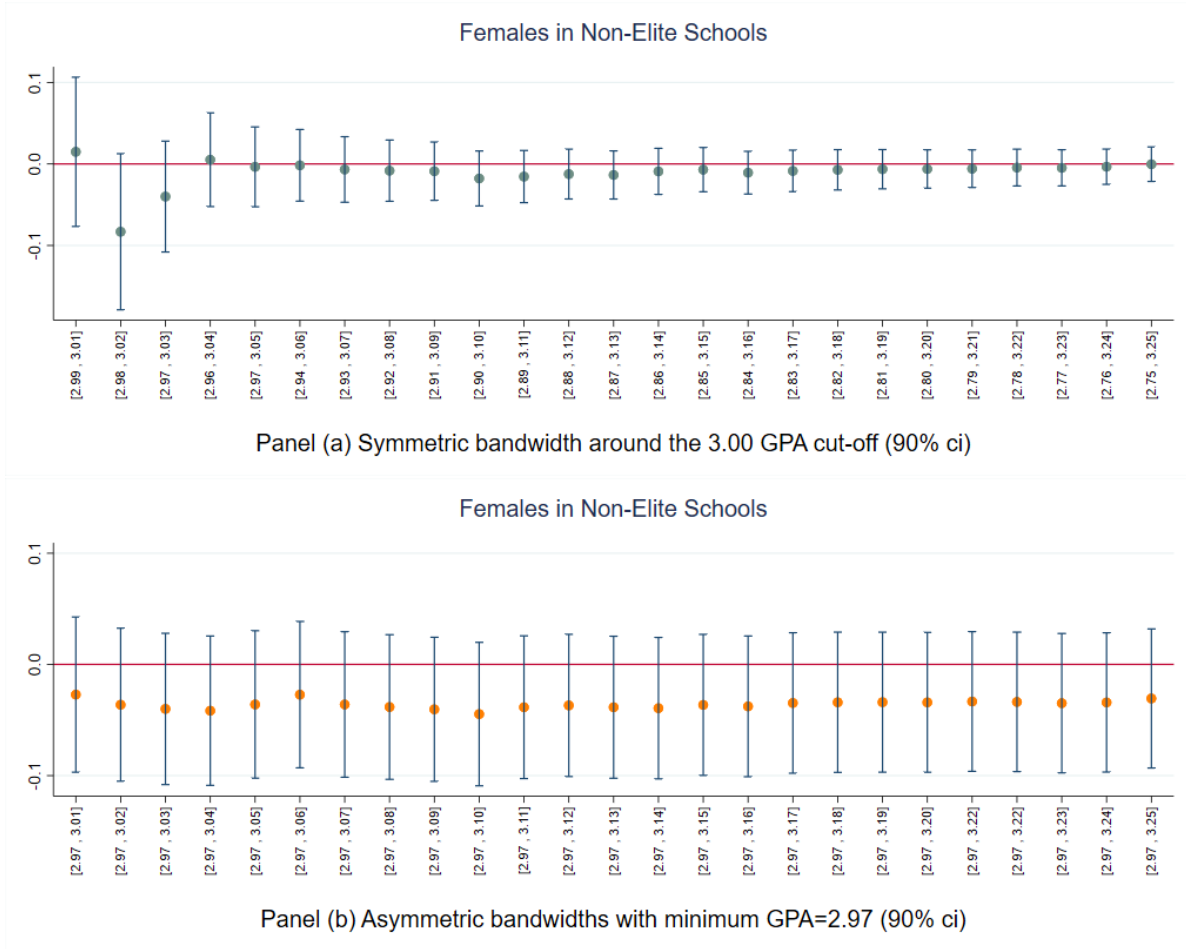 Females in Non-Elite Schools
0.1
0.0
-0.1
[2.99 , 3.01]
[2.98 , 3.02]
[2.97 , 3.03]
[2.96 , 3.04]
[2.97 , 3.05]
[2.94 , 3.06]
[2.93 , 3.07]
[2.92 , 3.08]
[2.91 , 3.09]
[2.90 , 3.10]
[2.89 , 3.11]
[2.88 , 3.12]
[2.87 , 3.13]
[2.86 , 3.14]
[2.85 , 3.15]
[2.84 , 3.16]
[2.83 , 3.17]
[2.82 , 3.18]
[2.81 , 3.19]
[2.80 , 3.20]
[2.79 , 3.21]
[2.78 , 3.22]
[2.77 , 3.23]
[2.76 , 3.24]
[2.75 , 3.25]
Panel (a) Symmetric bandwidth around the 3.00 GPA cut-off (90% ci)
Females in Non-Elite Schools
0.1
0.0
-0.1
[2.97 , 3.01]
[2.97 , 3.02]
[2.97 , 3.03]
[2.97 , 3.04]
[2.97 , 3.05]
[2.97 , 3.06]
[2.97 , 3.07]
[2.97 , 3.08]
[2.97 , 3.09]
[2.97 , 3.10]
[2.97 , 3.11]
[2.97 , 3.12]
[2.97 , 3.13]
[2.97 , 3.14]
[2.97 , 3.15]
[2.97 , 3.16]
[2.97 , 3.17]
[2.97 , 3.18]
[2.97 , 3.19]
[2.97 , 3.20]
[2.97 , 3.22]
[2.97 , 3.22]
[2.97 , 3.23]
[2.97 , 3.24]
[2.97 , 3.25]
Panel (b) Asymmetric bandwidths with minimum GPA=2.97 (90% ci)